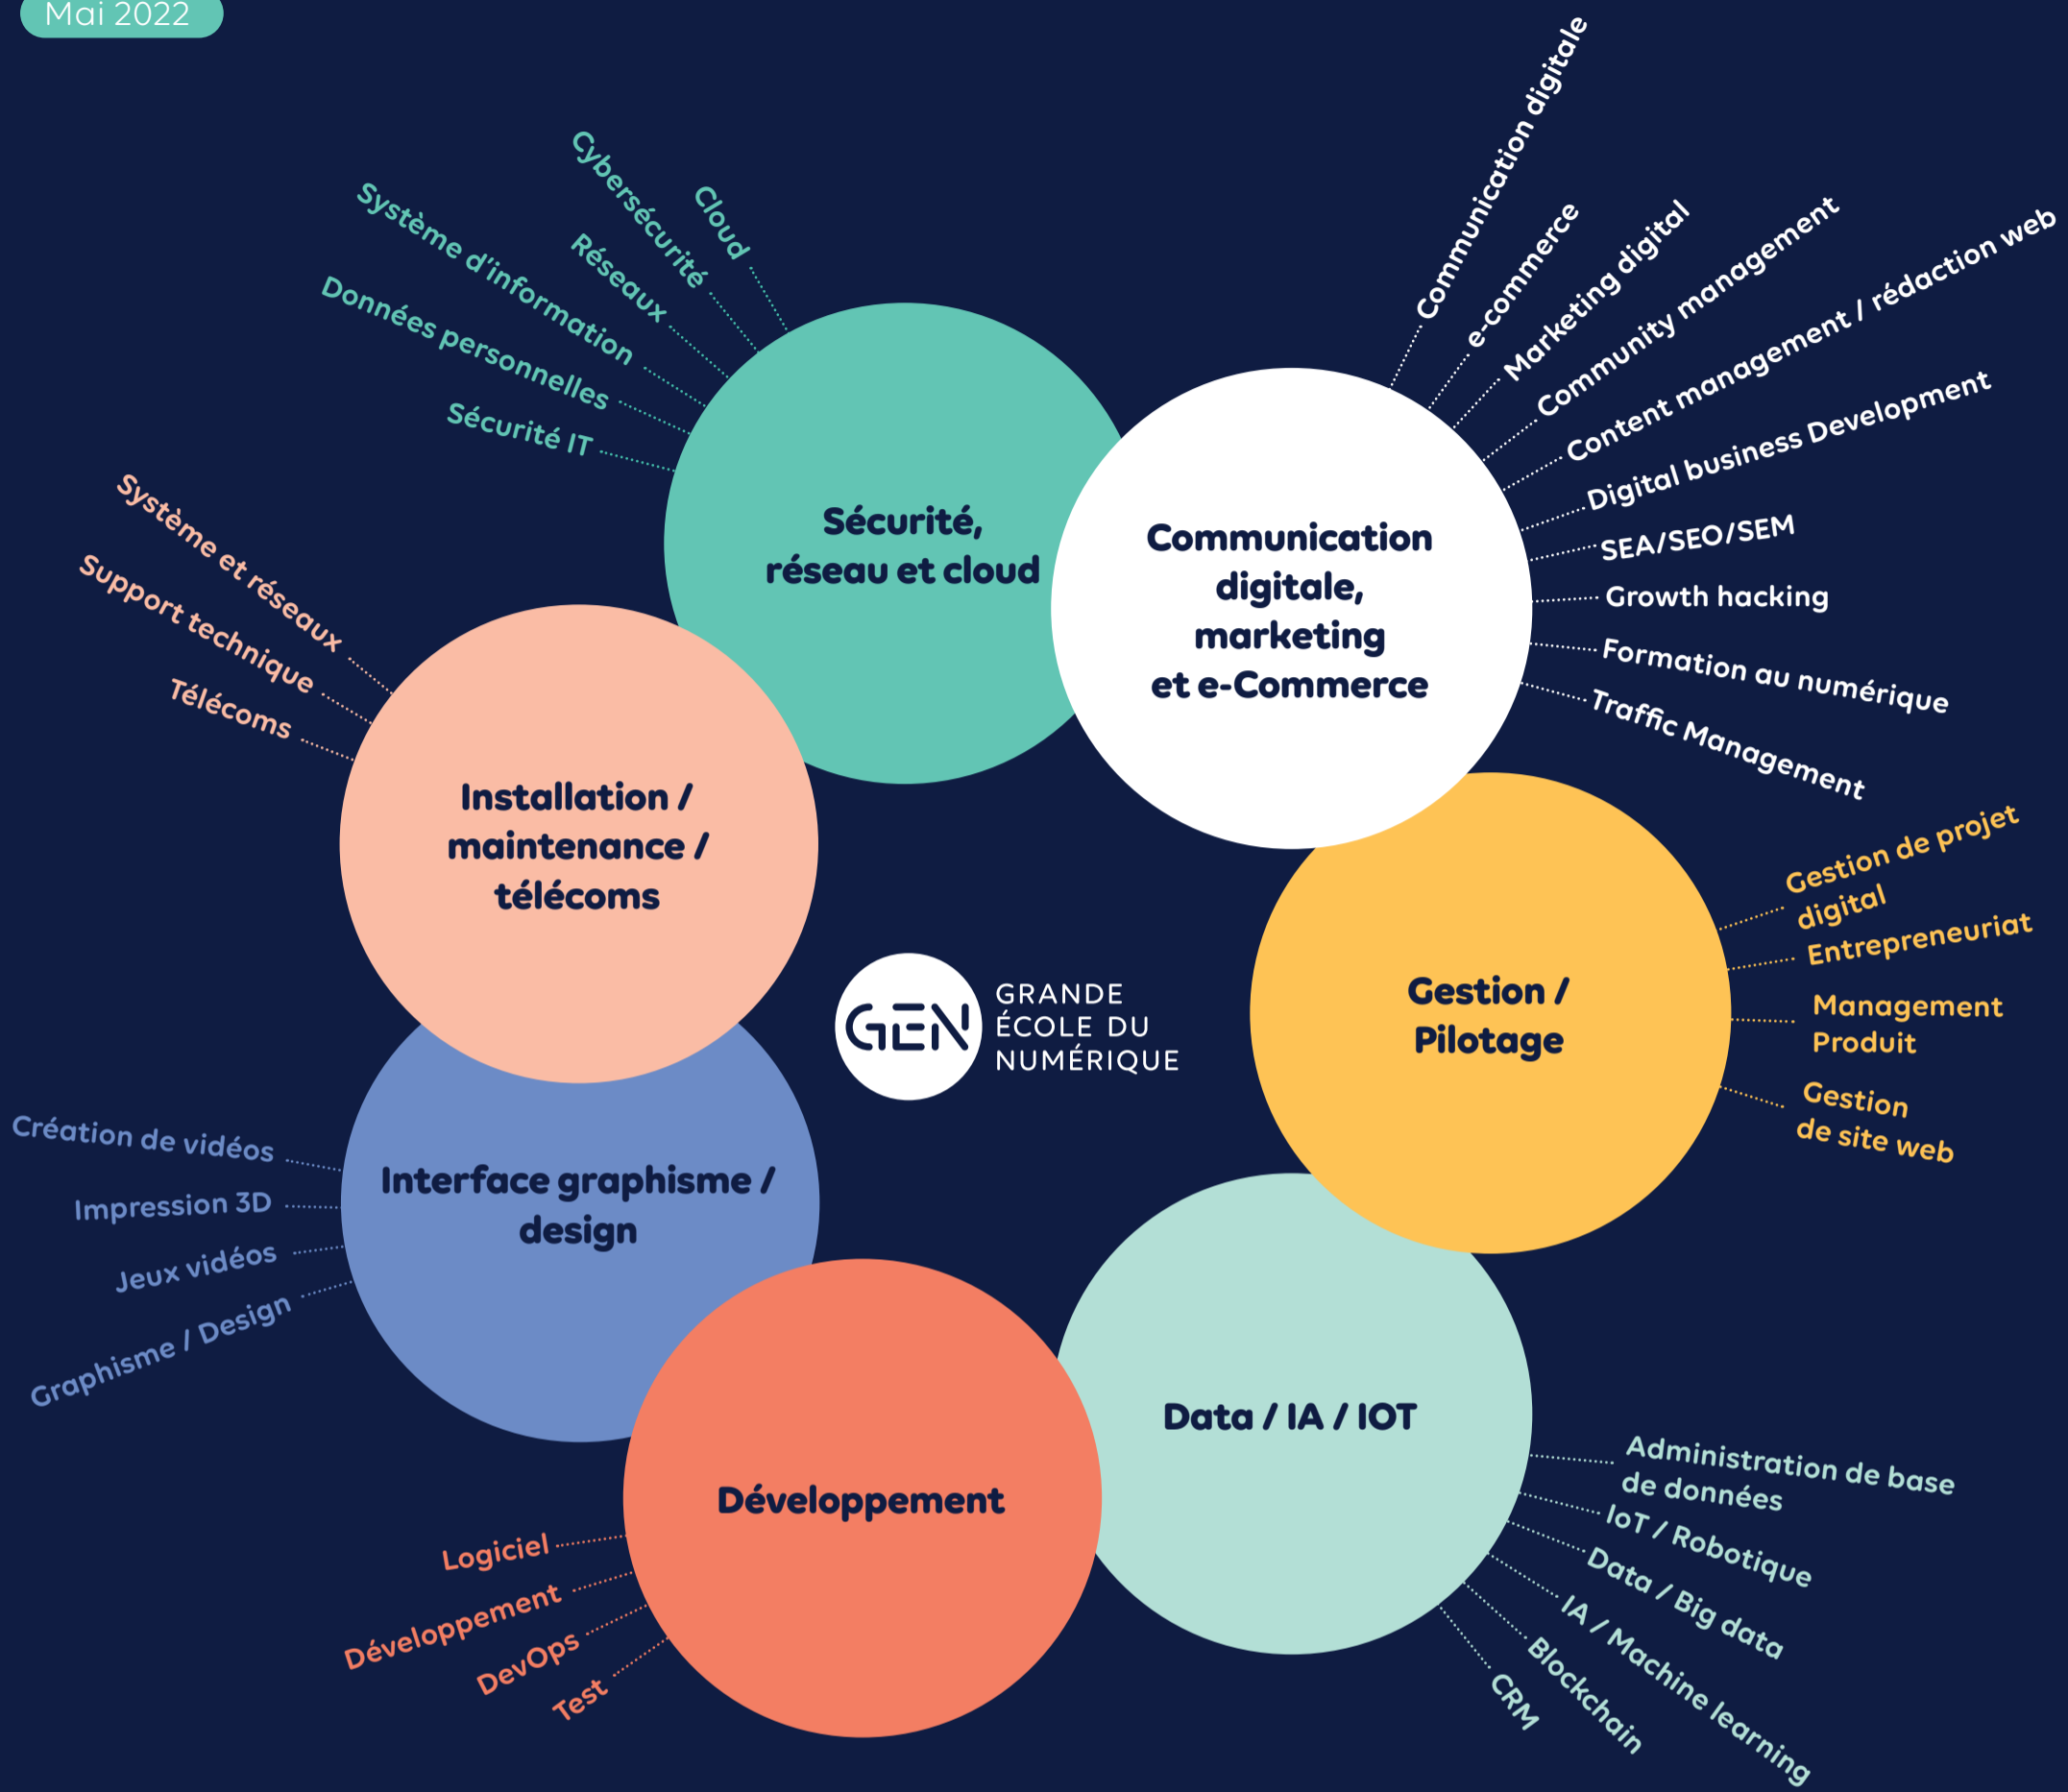 Mai 2022
Cloud
Cybersécurité
Réseaux
Système d'information
Données personnelles
Sécurité IT
Sécurité,
réseau et cloud
Communication digitale
e-commerce
Marketing digital
Community management
Content management / rédaction web
Digital business Development
SEA/SEO/SEM
Growth hacking
Formation au numérique
Traffic Management
Communication
digitale,
marketing
et e-Commerce
Système et réseaux
Support technique
Télécoms
Installation /
maintenance /
télécoms
GEN
GRANDE
ÉCOLE DU
NUMÉRIQUE
Gestion /
Pilotage
Gestion de projet
digital
Entrepreneuriat
Management
Produit
Gestion
de site web
Création de vidéos
Impression 3D
Jeux vidéos
Graphisme / Design
Interface graphisme /
design
Data / IA / IOT
Administration de base
de données
IoT / Robotique
Data / Big data
IA / Machine learning
Blockchain
CRM
Développement
Logiciel
Développement
DevOps
Test